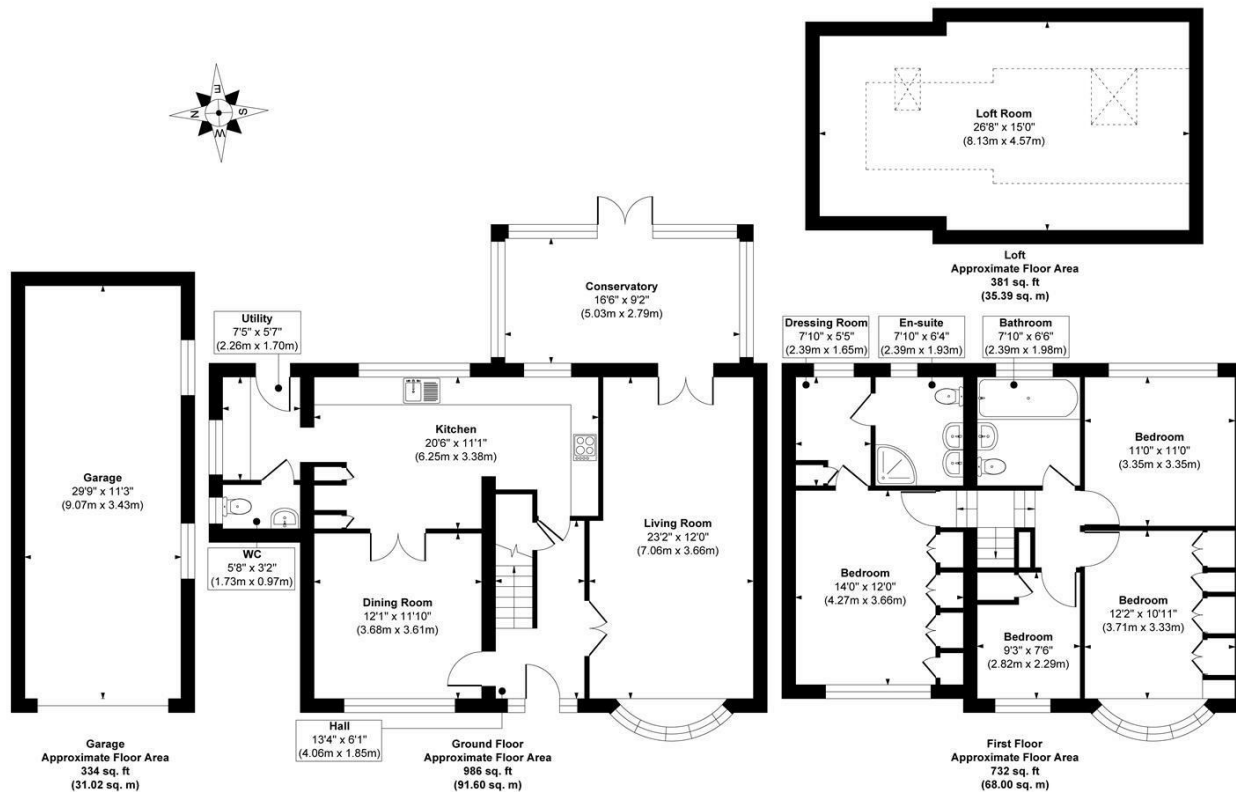 E
S
W
N
Loft Room
26'8" x 15'0"
(8.13m x 4.57m)
Loft
Approximate Floor Area
381 sq. ft
(35.39 sq. m)
Garage
29'9" x 11'3"
(9.07m x 3.43m)
Garage
Approximate Floor Area
334 sq. ft
(31.02 sq. m)
Utility
7'5" x 5'7"
(2.26m x 1.70m)
Conservatory
16'6" x 9'2"
(5.03m x 2.79m)
Kitchen
20'6" x 11'1"
(6.25m x 3.38m)
WC
5'8" x 3'2"
(1.73m x 0.97m)
Dining Room
12'1" x 11'10"
(3.68m x 3.61m)
Living Room
23'2" x 12'0"
(7.06m x 3.66m)
Hall
13'4" x 6'1"
(4.06m x 1.85m)
Ground Floor
Approximate Floor Area
986 sq. ft
(91.60 sq. m)
Dressing Room
7'10" x 5'5"
(2.39m x 1.65m)
En-suite
7'10" x 6'4"
(2.39m x 1.93m)
Bathroom
7'10" x 6'6"
(2.39m x 1.98m)
Bedroom
11'0" x 11'0"
(3.35m x 3.35m)
Bedroom
14'0" x 12'0"
(4.27m x 3.66m)
Bedroom
9'3" x 7'6"
(2.82m x 2.29m)
Bedroom
12'2" x 10'11"
(3.71m x 3.33m)
First Floor
Approximate Floor Area
732 sq. ft
(68.00 sq. m)